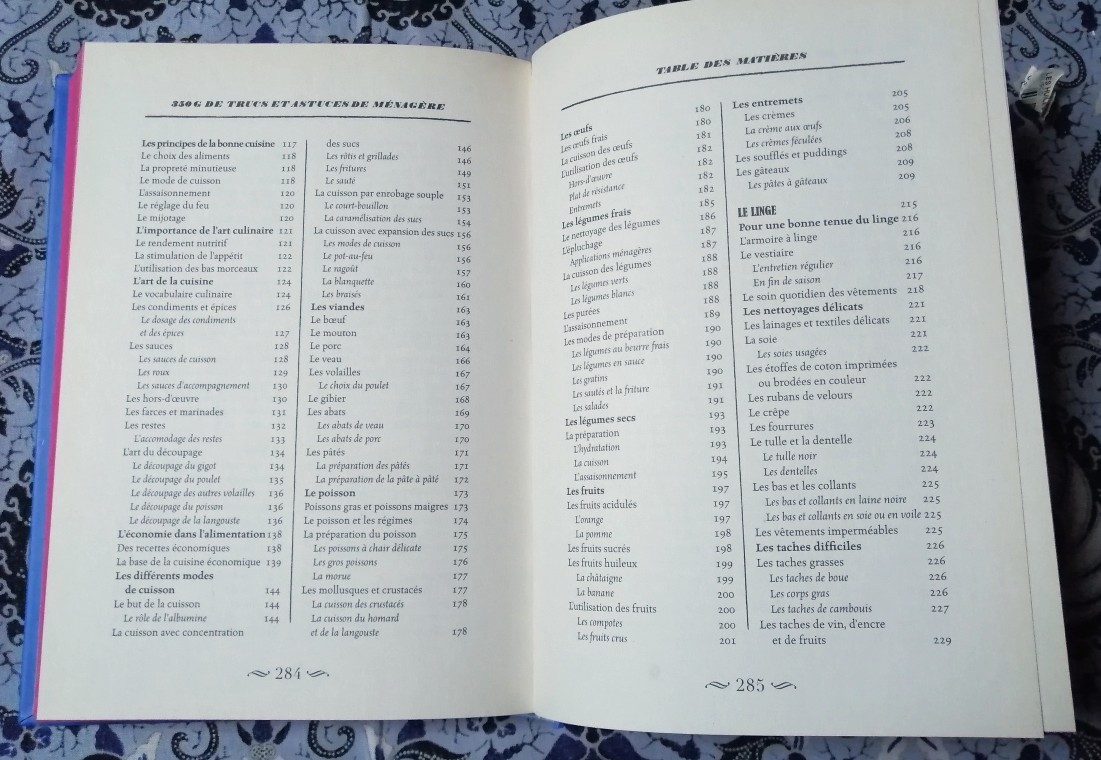 350 G DE TRUCS ET ASTUCES DE MÉNAGÈRE
Les principes de la bonne cuisine 117
Le choix des aliments 118
La propreté minutieuse 118
Le mode de cuisson 118
L'assaisonnement 120
Le réglage du feu 120
Le mijotage 120
L'importance de l'art culinaire 121
Le rendement nutritif 121
La stimulation de l'appétit 122
L'utilisation des bas morceaux 122
L'art de la cuisine 124
Le vocabulaire culinaire 124
Les condiments et épices 126
Le dosage des condiments
et des épices 127
Les sauces 128
Les sauces de cuisson 128
Les roux 129
Les sauces d'accompagnement 130
Les hors-d'œuvre 130
Les farces et marinades 131
Les restes 132
L'accomodage des restes 133
L'art du découpage 134
Le découpage du gigot 134
Le découpage du poulet 135
Le découpage des autres volailles 136
Le découpage du poisson 136
Le découpage de la langouste 136
L'économie dans l'alimentation 138
Des recettes économiques 138
La base de la cuisine économique 139
Les différents modes
de cuisson 144
Le but de la cuisson 144
Le rôle de l'albumine 144
La cuisson avec concentration
des sucs 146
Les rôtis et grillades 146
Les fritures 149
Le sauté 151
La cuisson par enrobage souple 153
Le court-bouillon 153
La caramélisation des sucs 154
La cuisson avec expansion des sucs 156
Les modes de cuisson 156
Le pot-au-feu 156
Le ragoût 157
La blanquette 160
Les braisés 161
Les viandes 163
Le bœuf 163
Le mouton 163
Le porc 164
Le veau 166
Les volailles 167
Le choix du poulet 167
Le gibier 168
Les abats 169
Les abats de veau 170
Les abats de porc 170
Les pâtés 171
La préparation des pâtés 171
La préparation de la pâte à pâté 172
Le poisson 173
Poissons gras et poissons maigres 173
Le poisson et les régimes 174
La préparation du poisson 175
Les poissons à chair délicate 175
Les gros poissons 176
La morue 177
Les mollusques et crustacés 177
La cuisson des crustacés 178
La cuisson du homard
et de la langouste 178
284
TABLE DES MATIÈRES
Les œufs 180
Les œufs frais 180
La cuisson des œufs 181
L'utilisation des œufs 182
Hors-d'œuvre 182
Plat de résistance 182
Entremets 182
Les légumes frais 185
Le nettoyage des légumes 186
L'épluchage 187
Applications ménagères 187
La cuisson des légumes 188
Les légumes verts 188
Les légumes blancs 188
Les purées 188
L'assaisonnement 189
Les modes de préparation 190
Les légumes au beurre frais 190
Les légumes en sauce 190
Les gratins 190
Les sautés et la friture 191
Les salades 191
Les légumes secs 193
La préparation 193
L'hydratation 193
La cuisson 194
L'assaisonnement 195
Les fruits 197
Les fruits acidulés 197
L'orange 197
La pomme 198
Les fruits sucrés 198
Les fruits huileux 199
La châtaigne 199
La banane 200
L'utilisation des fruits 200
Les compotes 200
Les fruits crus 201
Les entremets 205
Les crèmes 205
La crème aux œufs 206
Les crèmes féculées 208
Les soufflés et puddings 208
Les gâteaux 209
Les pâtes à gâteaux 209
LE LINGE 215
Pour une bonne tenue du linge 216
L'armoire à linge 216
Le vestiaire 216
L'entretien régulier 216
En fin de saison 217
Le soin quotidien des vêtements 218
Les nettoyages délicats 221
Les lainages et textiles délicats 221
La soie 221
Les soies usagées 222
Les étoffes de coton imprimées
ou brodées en couleur 222
Les rubans de velours 222
Le crêpe 222
Les fourrures 223
Le tulle et la dentelle 224
Le tulle noir 224
Les dentelles 224
Les bas et les collants 225
Les bas et collants en laine noire 225
Les bas et collants en soie ou en voile 225
Les vêtements imperméables 225
Les taches difficiles 226
Les taches grasses 226
Les taches de boue 226
Les corps gras 226
Les taches de cambouis 227
Les taches de vin, d'encre
et de fruits 229
285